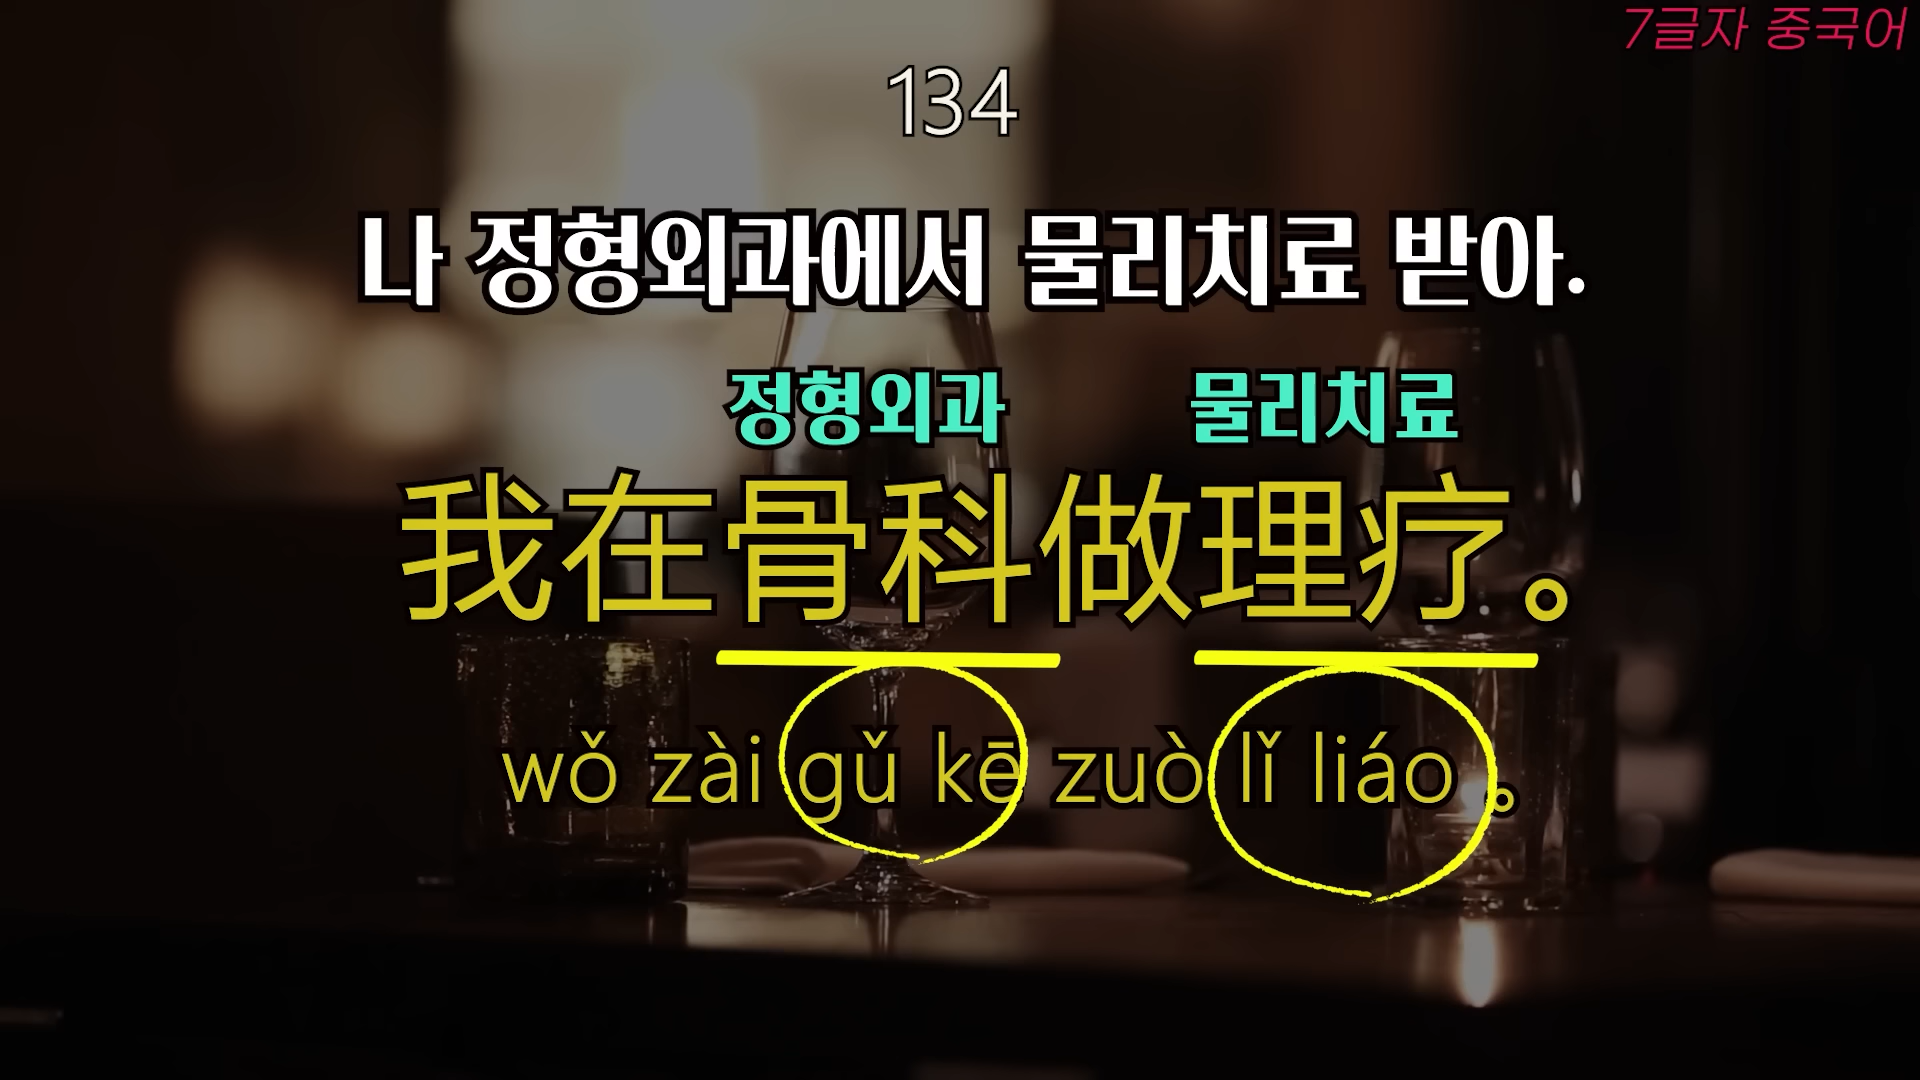 7글자 중국어
134
나 정형외과에서 물리치료 받아.
정형외과 물리치료
我在骨科做理疗。
wǒ zài gǔ kē zuò lǐ liáo 。